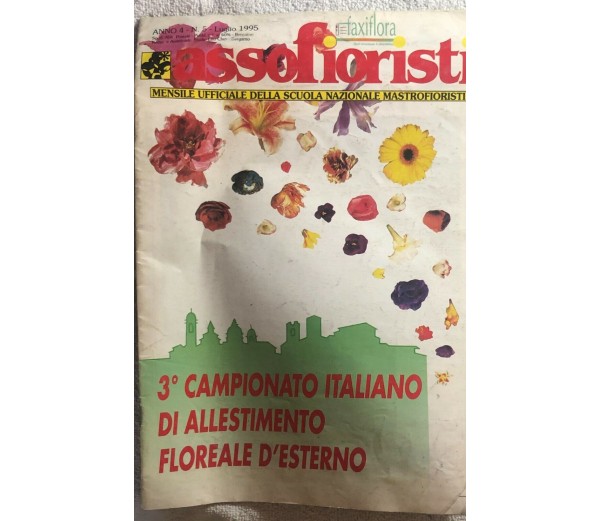 ANNO 4 - N. 5 - Luglio 1995
faxiflora
assofioristi
MENSILE UFFICIALE DELLA SCUOLA NAZIONALE MASTROFIORISTI
3° CAMPIONATO ITALIANO
DI ALLESTIMENTO
FLOREALE D'ESTERNO